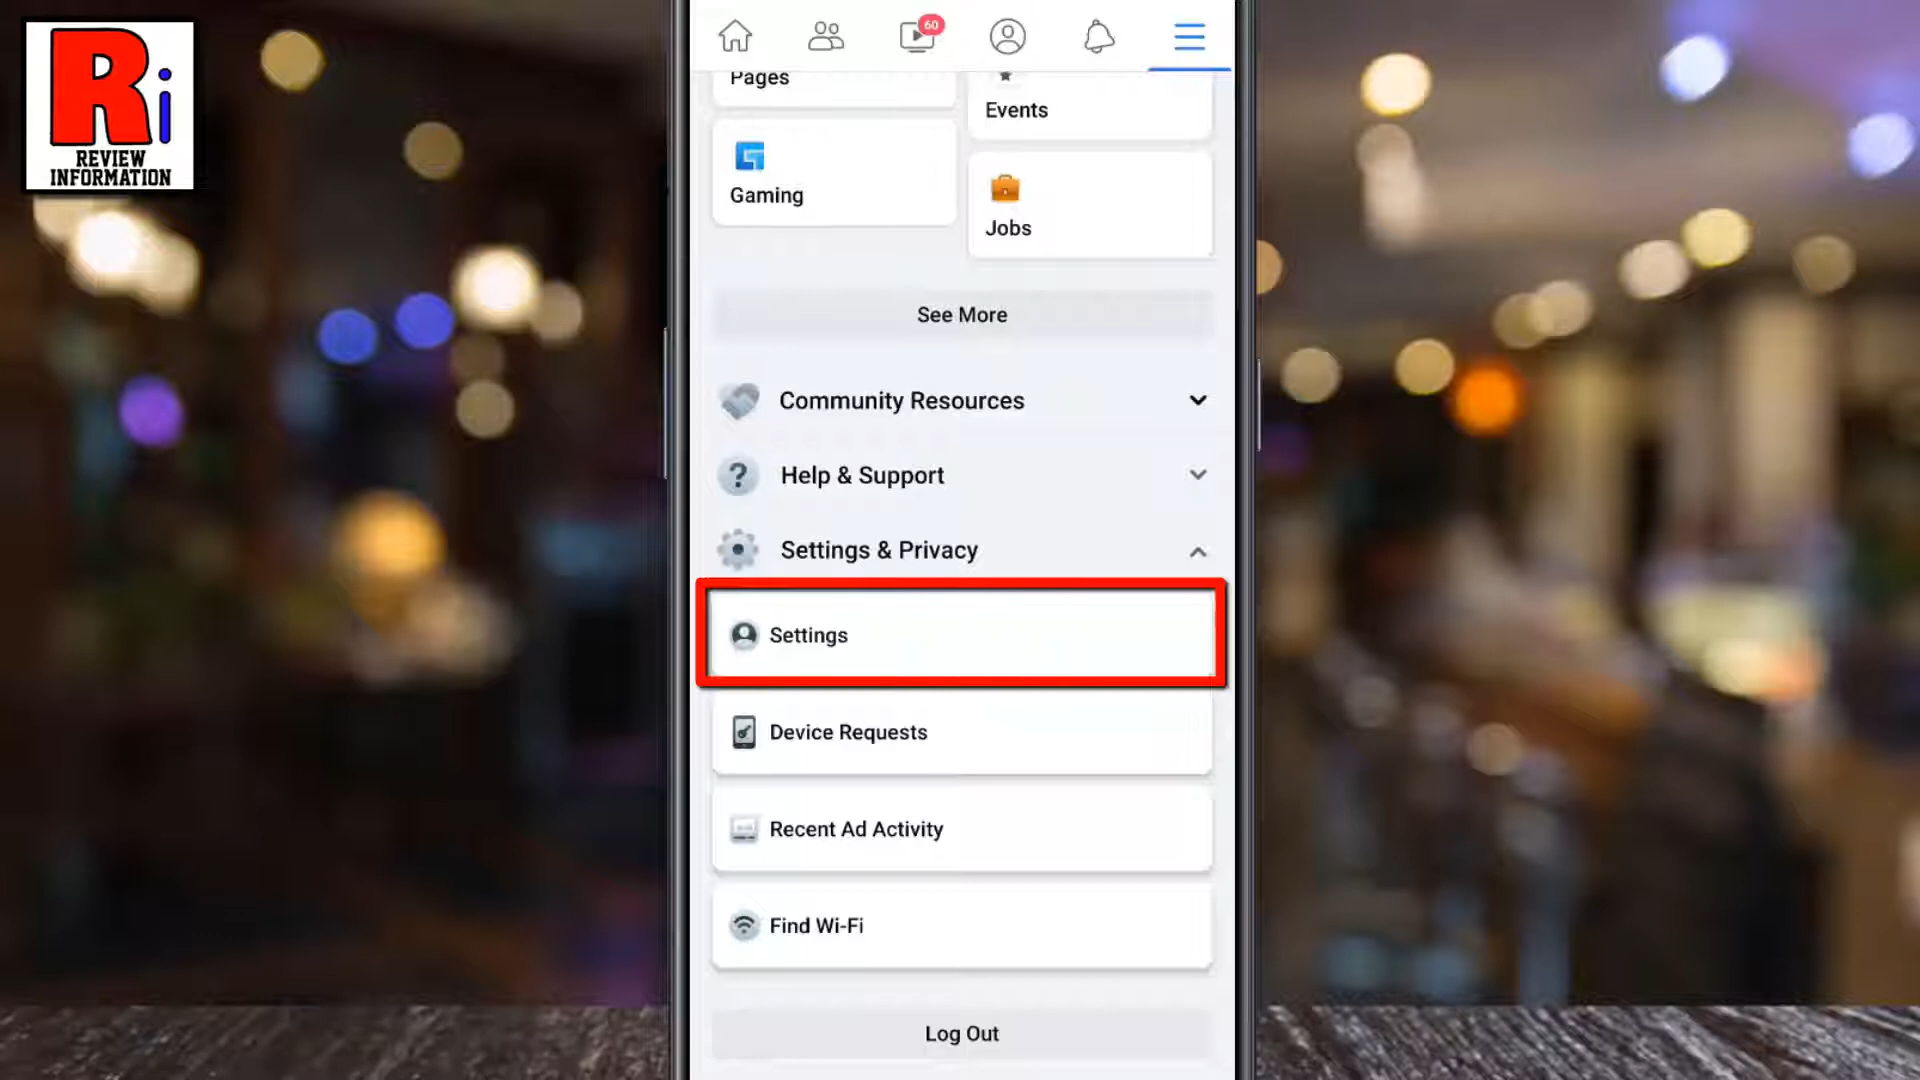 Ri
REVIEW
INFORMATION
60
Pages
Events
Gaming
Jobs
See More
Community Resources
Help & Support
Settings & Privacy
Settings
Device Requests
Recent Ad Activity
Find Wi-Fi
Log Out